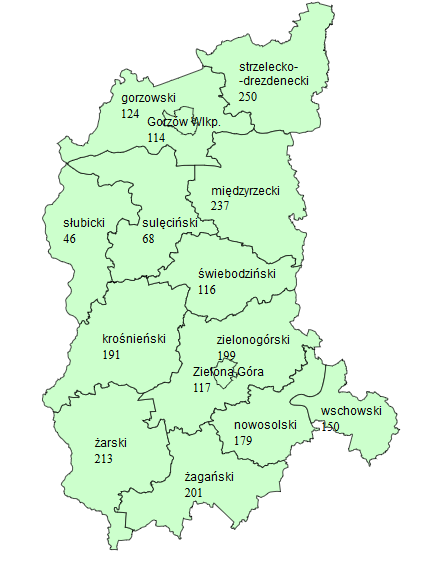 strzelecko-
-drezdenecki
250
gorzowski
124
Gorzów Wlkp.
114
międzyrzecki
237
słubicki
46
sulęciński
68
świebodziński
116
krośnieński
191
zielonogórski
199
Zielona Góra
117
wschowski
150
nowosolski
179
żarski
213
żagański
201